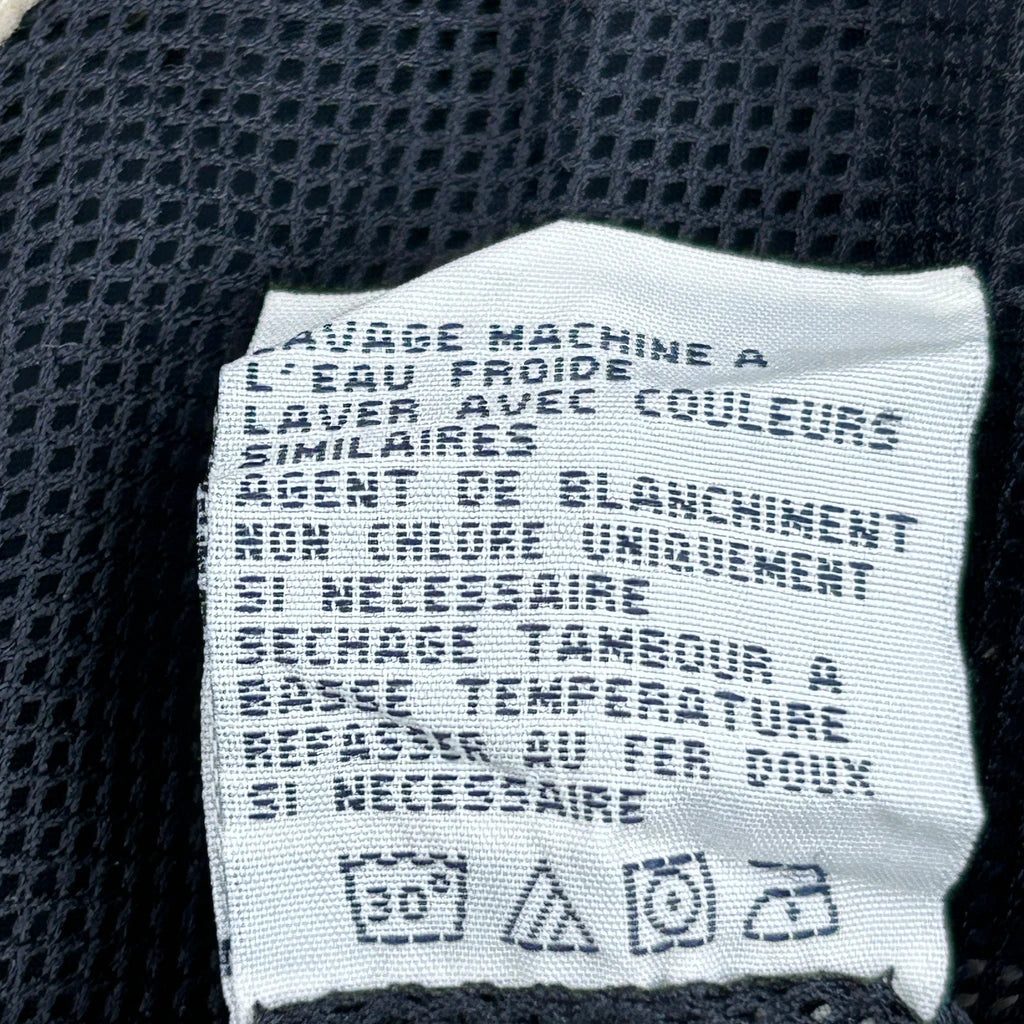 LAVAGE MACHINE A
L'EAU FROIDE
LAVER AVEC COULEURS
SIMILAIRES
AGENT DE BLANCHIMENT
NON CHLORE UNIQUEMENT
SI NECESSAIRE
SECHAGE TAMBOUR A
BASSE TEMPERATURE
REPASSER AU FER DOUX
SI NECESSAIRE
30°